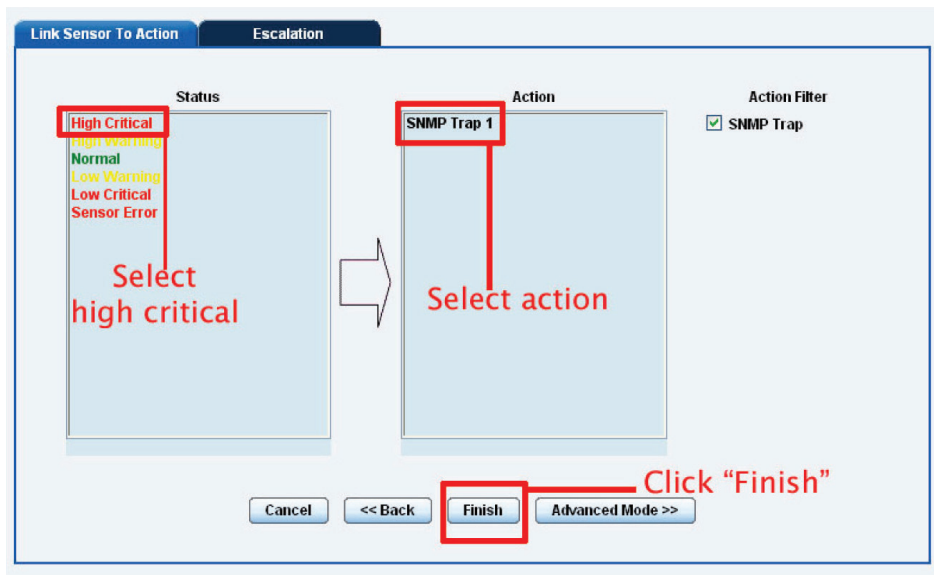 Link Sensor To Action
Escalation
Status
Action
Action Filter
High Critical
High Warning
Normal
Low Warning
Low Critical
Sensor Error
SNMP Trap 1
SNMP Trap
Select
high critical
Select action
Click “Finish”
Cancel
<< Back
Finish
Advanced Mode >>